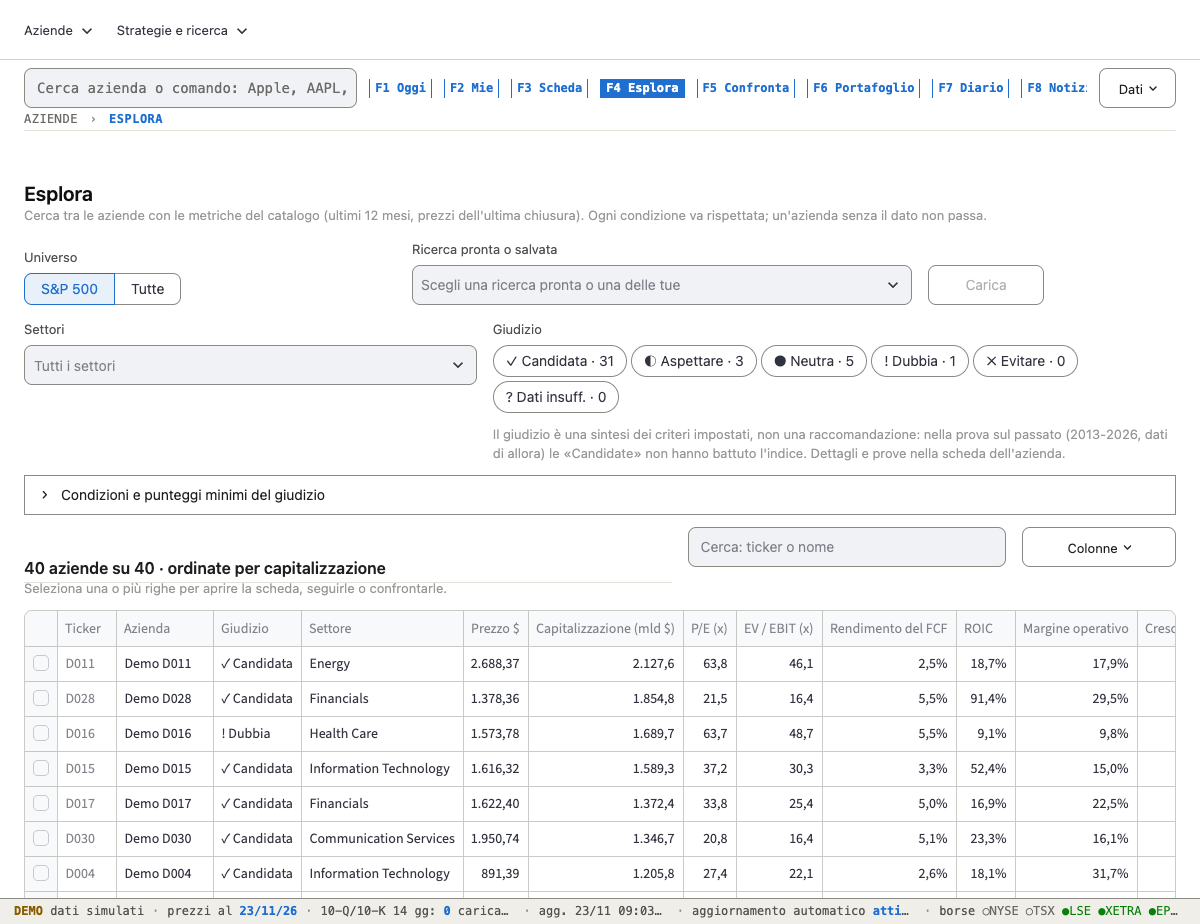 Aziende Strategie e ricerca
Cerca azienda o comando: Apple, AAPL, F1 Oggi F2 Mie F3 Scheda F4 Esplora F5 Confronta F6 Portafoglio F7 Diario F8 Notiz Dati
AZIENDE › ESPLORA
Esplora
Cerca tra le aziende con le metriche del catalogo (ultimi 12 mesi, prezzi dell'ultima chiusura). Ogni condizione va rispettata; un'azienda senza il dato non passa.
Universo
Ricerca pronta o salvata
S&P 500 Tutte
Scegli una ricerca pronta o una delle tue Carica
Settori
Giudizio
Tutti i settori
✓ Candidata · 31 ◐ Aspettare · 3 ● Neutra · 5 ! Dubbia · 1 ✕ Evitare · 0
? Dati insuff. · 0
Il giudizio è una sintesi dei criteri impostati, non una raccomandazione: nella prova sul passato (2013-2026, dati
di allora) le «Candidate» non hanno battuto l'indice. Dettagli e prove nella scheda dell'azienda.
Condizioni e punteggi minimi del giudizio
Cerca: ticker o nome Colonne
40 aziende su 40 · ordinate per capitalizzazione
Seleziona una o più righe per aprire la scheda, seguirle o confrontarle.
Ticker Azienda Giudizio Settore Prezzo $ Capitalizzazione (mld $) P/E (x) EV / EBIT (x) Rendimento del FCF ROIC Margine operativo Cresc
D011 Demo D011 ✓ Candidata Energy 2.688,37 2.127,6 63,8 46,1 2,5% 18,7% 17,9%
D028 Demo D028 ✓ Candidata Financials 1.378,36 1.854,8 21,5 16,4 5,5% 91,4% 29,5%
D016 Demo D016 ! Dubbia Health Care 1.573,78 1.689,7 63,7 48,7 5,5% 9,1% 9,8%
D015 Demo D015 ✓ Candidata Information Technology 1.616,32 1.589,3 37,2 30,3 3,3% 52,4% 15,0%
D017 Demo D017 ✓ Candidata Financials 1.622,40 1.372,4 33,8 25,4 5,0% 16,9% 22,5%
D030 Demo D030 ✓ Candidata Communication Services 1.950,74 1.346,7 20,8 16,4 5,1% 23,3% 16,1%
D004 Demo D004 ✓ Candidata Information Technology 891,39 1.205,8 27,4 22,1 2,6% 18,1% 31,7%
DEMO dati simulati · prezzi al 23/11/26 · 10-Q/10-K 14 gg: 0 carica… · agg. 23/11 09:03… · aggiornamento automatico atti… · borse ○NYSE ○TSX ●LSE ●XETRA ●EP…